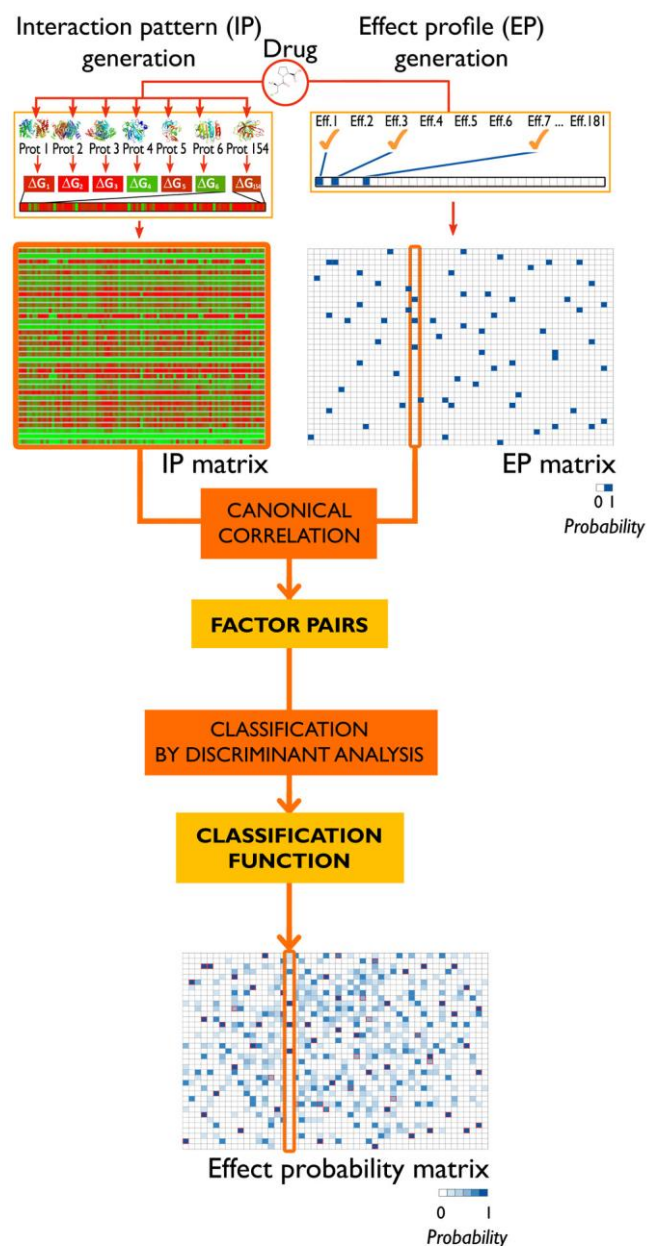 Interaction pattern (IP)
generation
Drug
Effect profile (EP)
generation
Prot 1 Prot 2 Prot 3 Prot 4 Prot 5 Prot 6 Prot 154
ΔG1 ΔG2 ΔG3 ΔG4 ΔG5 ΔG6 ΔG154
Eff.1 Eff.2 Eff.3 Eff.4 Eff.5 Eff.6 Eff.7 ... Eff.181
IP matrix
EP matrix
0 1
Probability
CANONICAL
CORRELATION
FACTOR PAIRS
CLASSIFICATION
BY DISCRIMINANT ANALYSIS
CLASSIFICATION
FUNCTION
Effect probability matrix
0 1
Probability